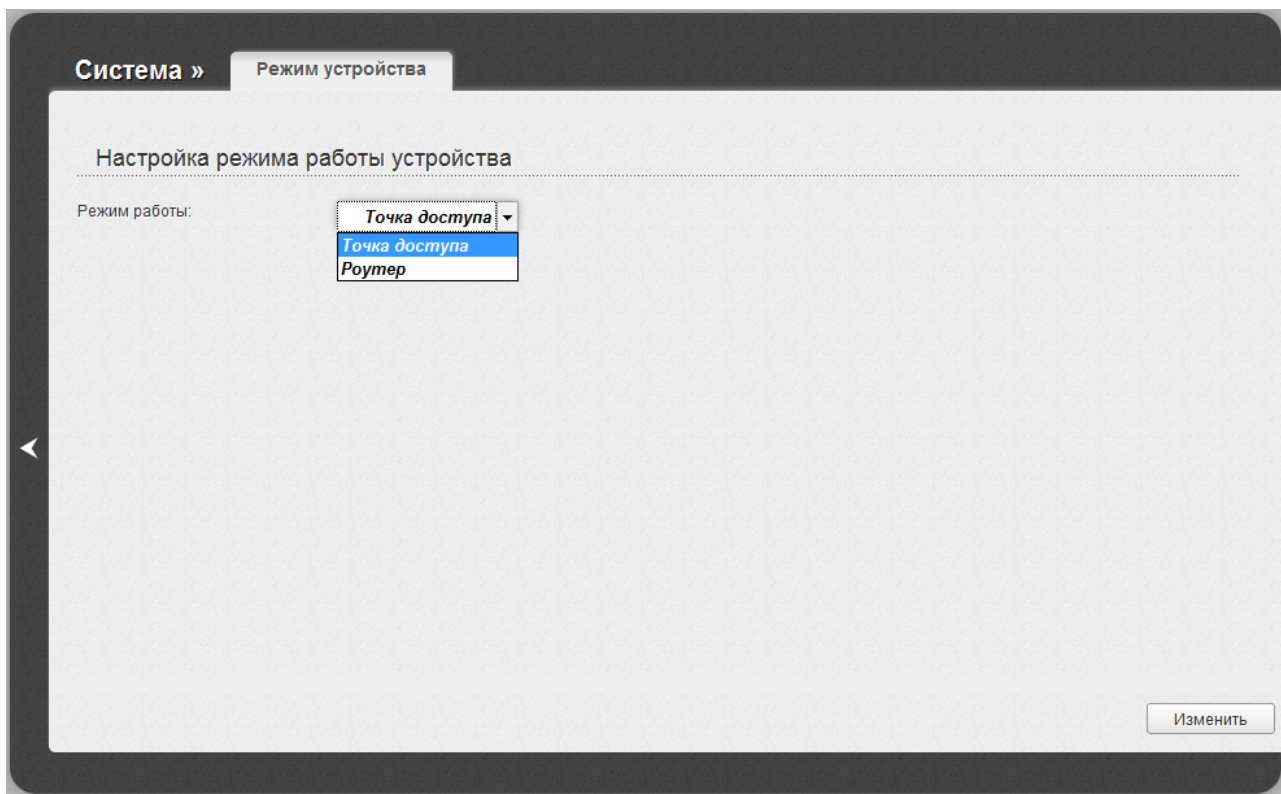 Система »
Режим устройства
Настройка режима работы устройства
Режим работы:
Точка доступа
Точка доступа
Роутер
Изменить